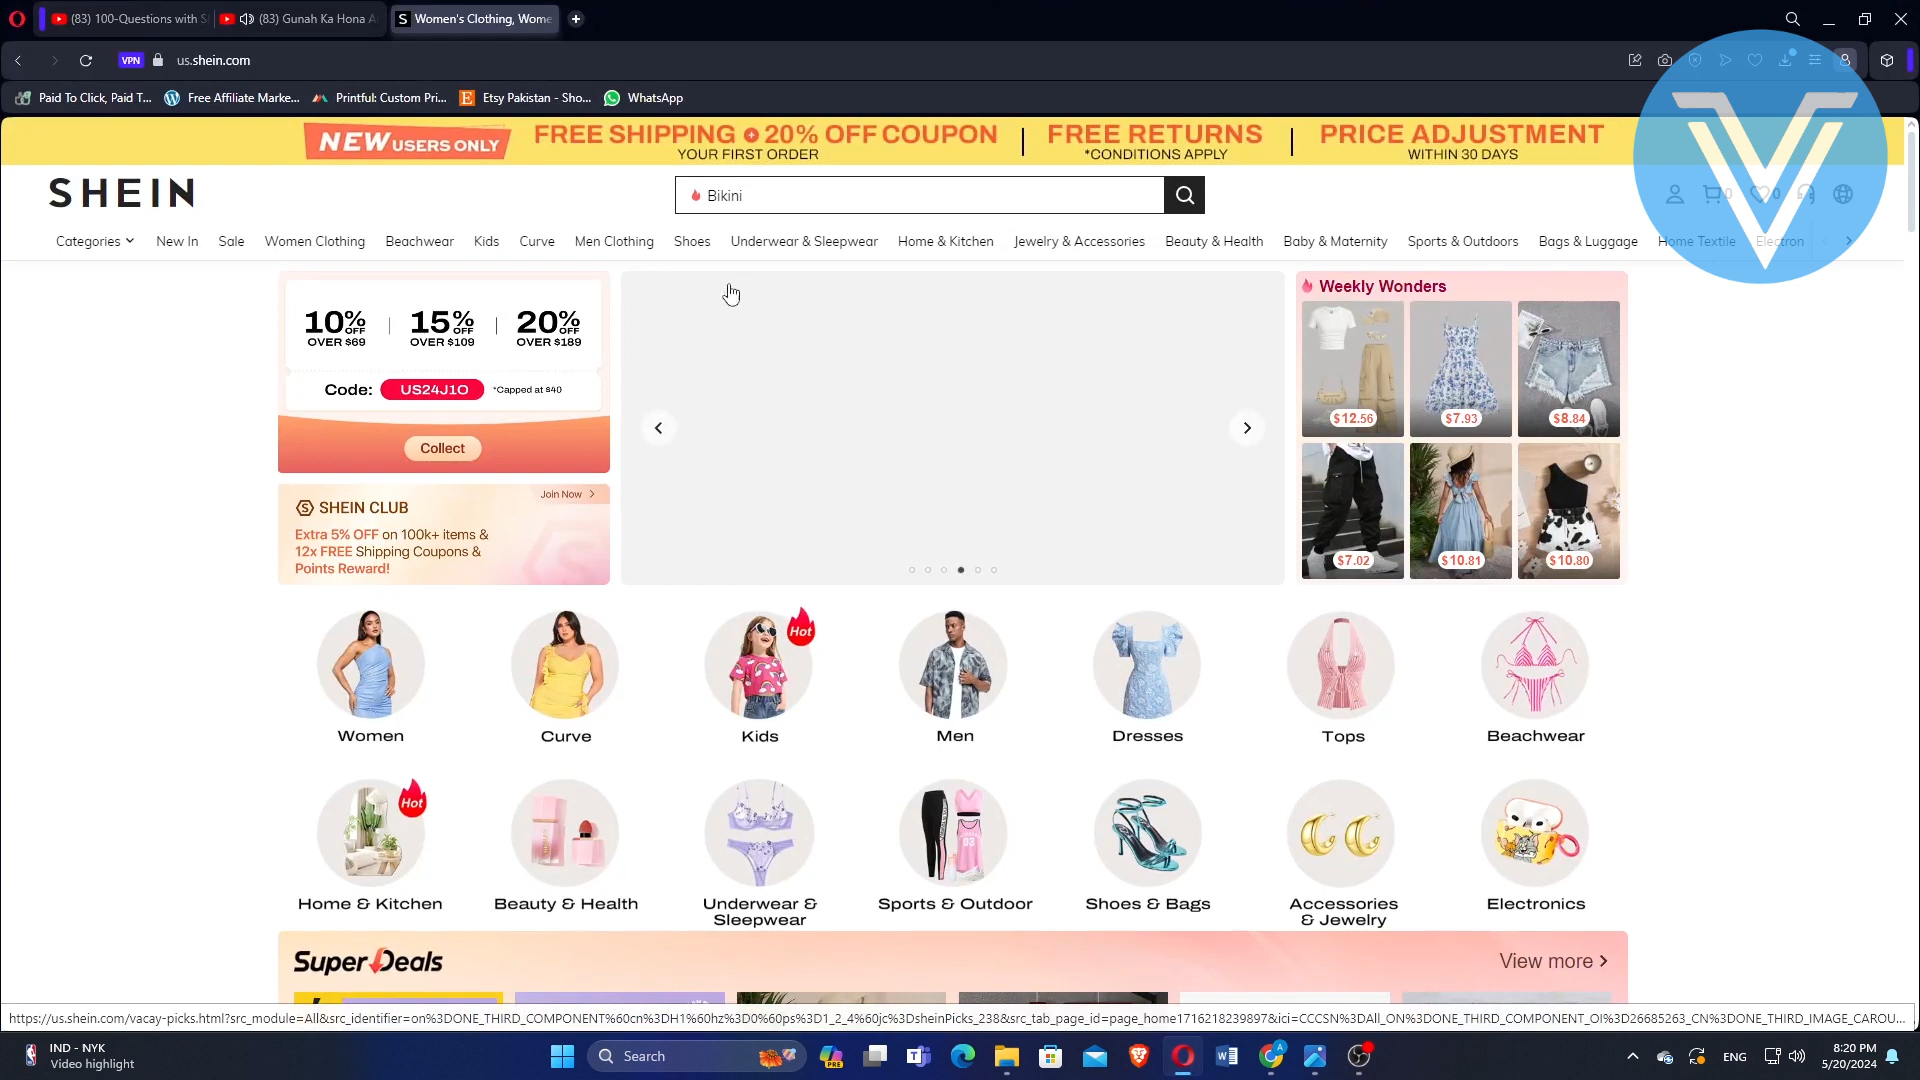 (83) 100-Questions with S
(83) Gunah Ka Hona A
S Women's Clothing, Wome
VPN
us.shein.com
Paid To Click, Paid T...
Free Affiliate Marke...
Printful: Custom Pri...
E Etsy Pakistan - Sho...
WhatsApp
NEW USERS ONLY
FREE SHIPPING + 20% OFF COUPON
YOUR FIRST ORDER
FREE RETURNS
*CONDITIONS APPLY
PRICE ADJUSTMENT
WITHIN 30 DAYS
SHEIN
Bikini
0
0
Categories
New In
Sale
Women Clothing
Beachwear
Kids
Curve
Men Clothing
Shoes
Underwear & Sleepwear
Home & Kitchen
Jewelry & Accessories
Beauty & Health
Baby & Maternity
Sports & Outdoors
Bags & Luggage
Home Textile
Electron
10% OFF
OVER $69
15% OFF
OVER $109
20% OFF
OVER $189
Code: US24J1O *Capped at $40
Collect
Join Now >
S SHEIN CLUB
Extra 5% OFF on 100k+ items &
12x FREE Shipping Coupons &
Points Reward!
Weekly Wonders
$12.56
$7.93
$8.84
$7.02
$10.81
$10.80
Hot
Women
Curve
Kids
Men
Dresses
Tops
Beachwear
Hot
03
Home & Kitchen
Beauty & Health
Underwear &
Sleepwear
Sports & Outdoor
Shoes & Bags
Accessories
& Jewelry
Electronics
Super Deals
View more >
https://us.shein.com/vacay-picks.html?src_module=All&src_identifier=on%3DONE_THIRD_COMPONENT%60cn%3DH1%60hz%3D0%60ps%3D1_2_4%60jc%3DsheinPicks_238&src_tab_page_id=page_home1716218239897&ici=CCCSN%3DAll_ON%3DONE_THIRD_COMPONENT_OI%3D26685263_CN%3DONE_THIRD_IMAGE_CAROU...
IND - NYK
Video highlight
Search
PRE
A
ENG
8:20 PM
5/20/2024